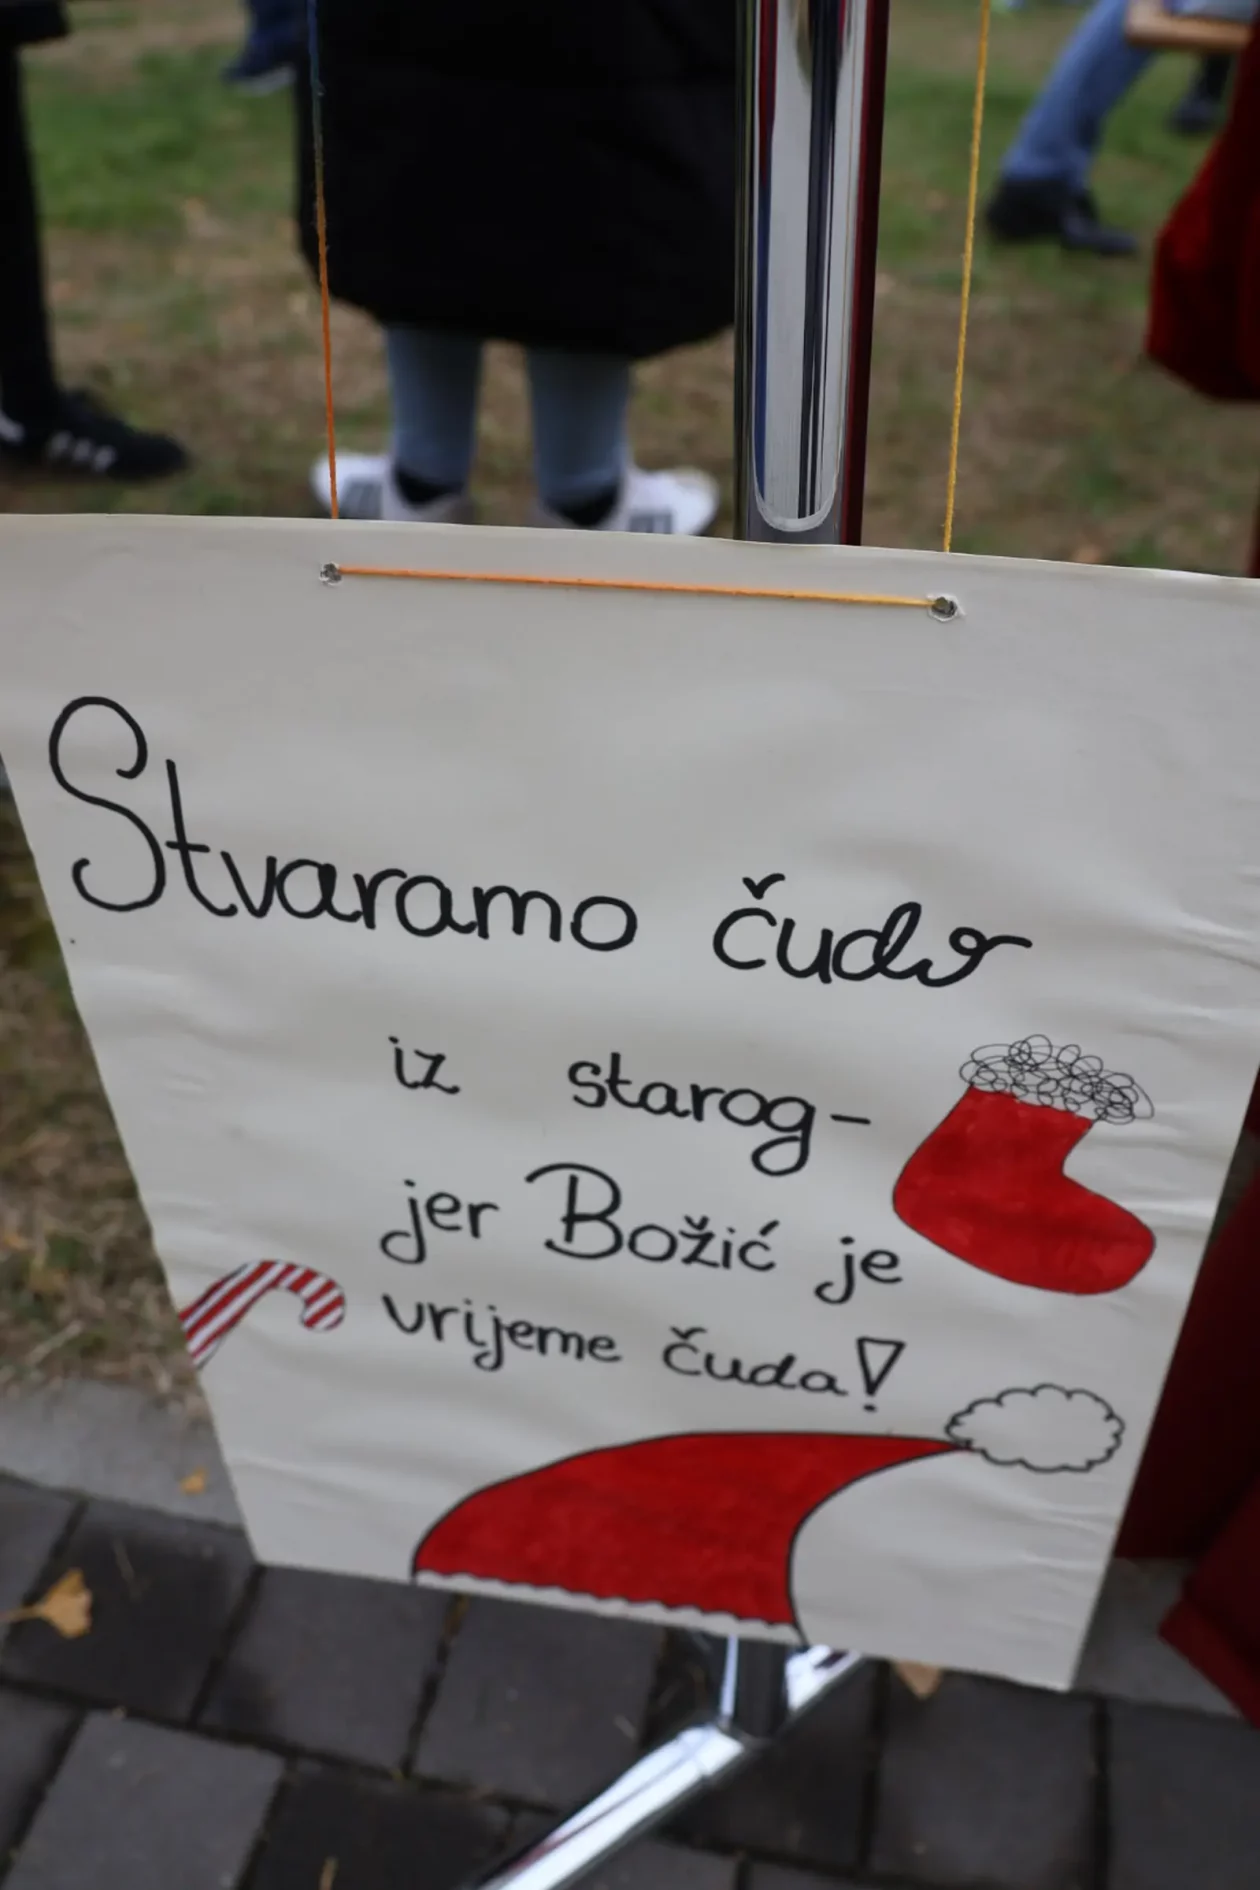 Stvaramo čudo
iz starog-
jer Božić je
vrijeme čuda!